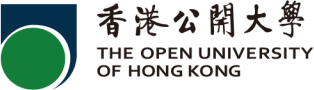 香港公開大學
THE OPEN UNIVERSITY
OF HONG KONG